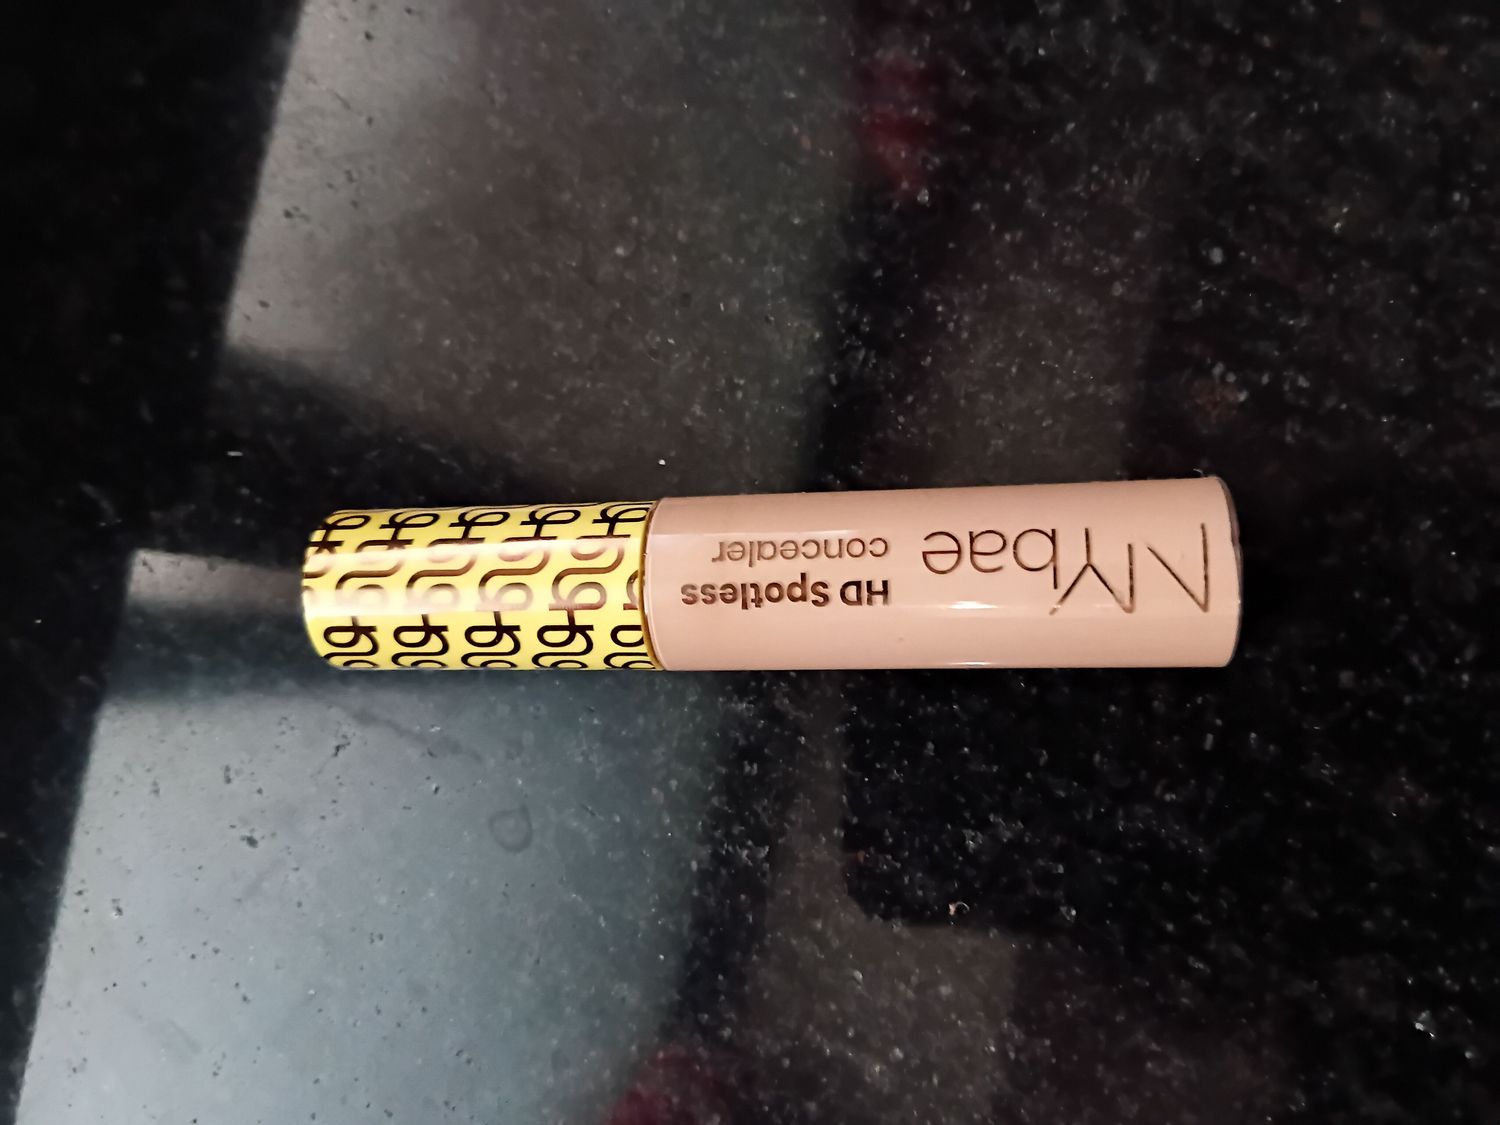 NYbae
HD Spotless
concealer